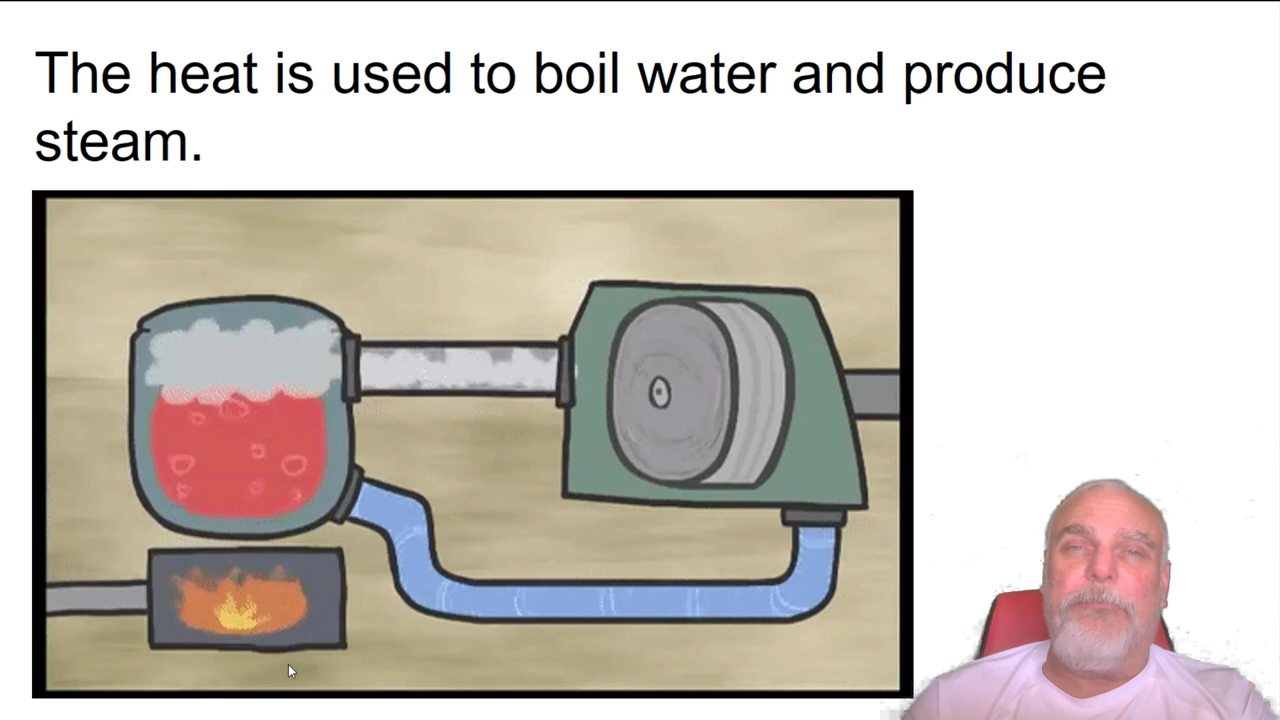 The heat is used to boil water and produce
steam.